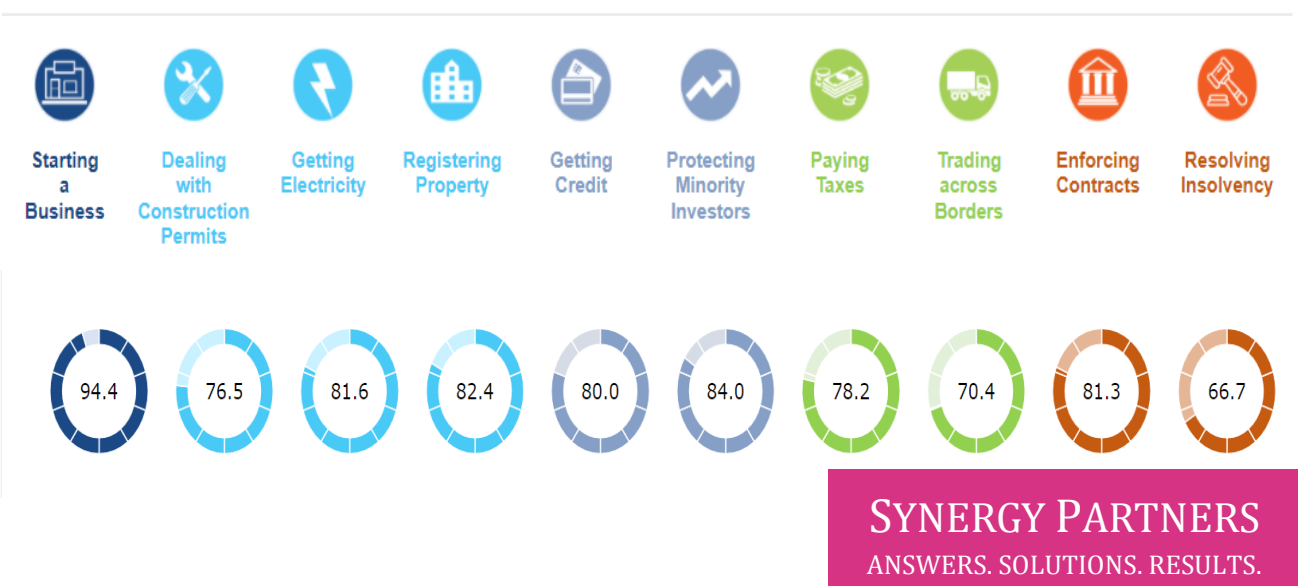 Starting
a
Business
Dealing
with
Construction
Permits
Getting
Electricity
Registering
Property
Getting
Credit
Protecting
Minority
Investors
Paying
Taxes
Trading
across
Borders
Enforcing
Contracts
Resolving
Insolvency
94.4
76.5
81.6
82.4
80.0
84.0
78.2
70.4
81.3
66.7
SYNERGY PARTNERS
ANSWERS. SOLUTIONS. RESULTS.